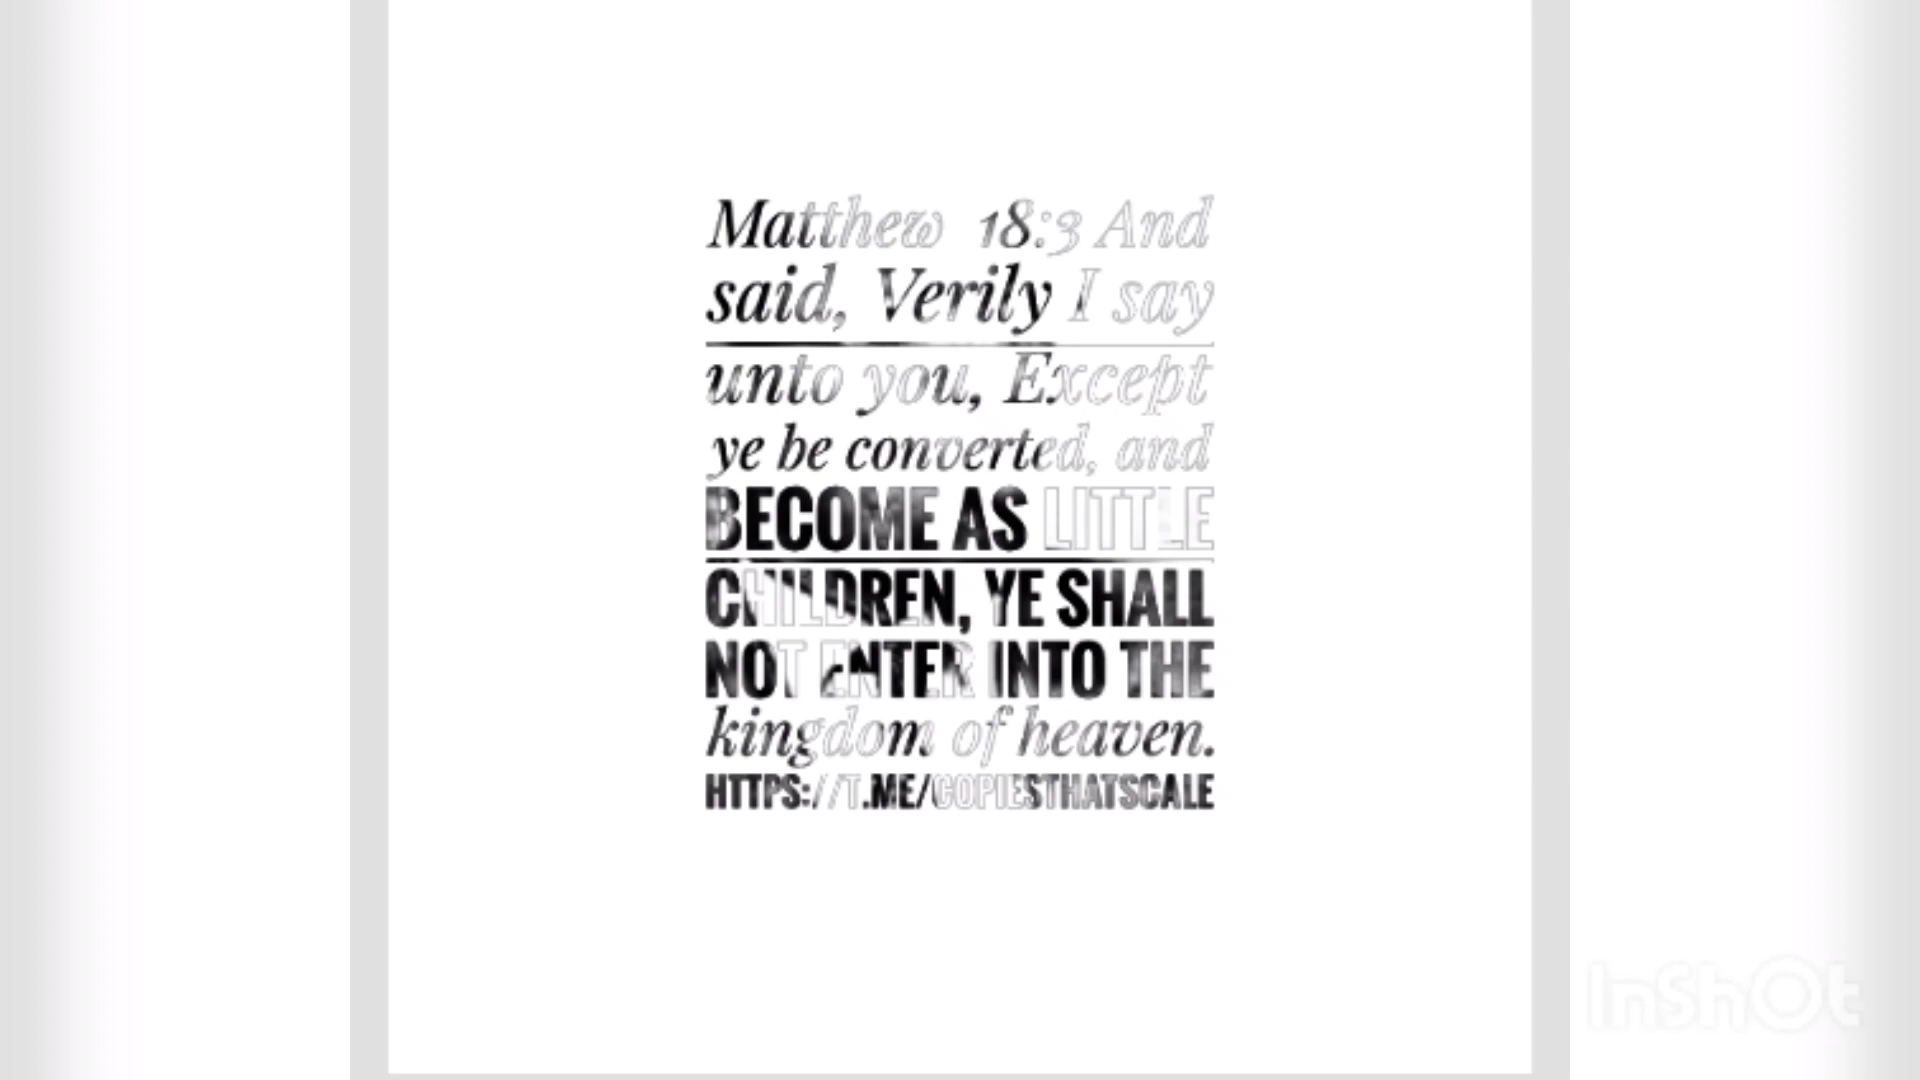 Matthew 18:3 And
said, Verily I say
unto you, Except
ye be converted, and
BECOME AS LITTLE
CHILDREN, YE SHALL
NOT ENTER INTO THE
kingdom of heaven.
HTTPS://T.ME/COPIESTHATSCALE
InShOt